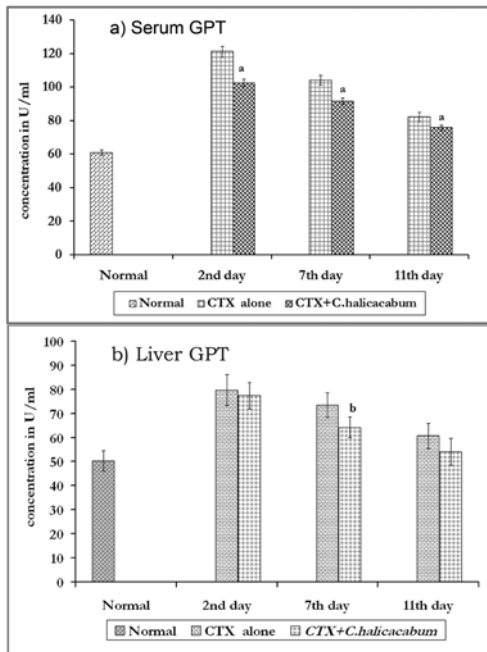 a) Serum GPT
140
120
100
80
60
40
20
0
concentration in U/ml
a
a
a
Normal 2nd day 7th day 11th day
Normal CTX alone CTX+C.halicacabum
b) Liver GPT
100
90
80
70
60
50
40
30
20
10
0
concentration in U/ml
b
Normal 2nd day 7th day 11th day
Normal CTX alone CTX+C.halicacabum